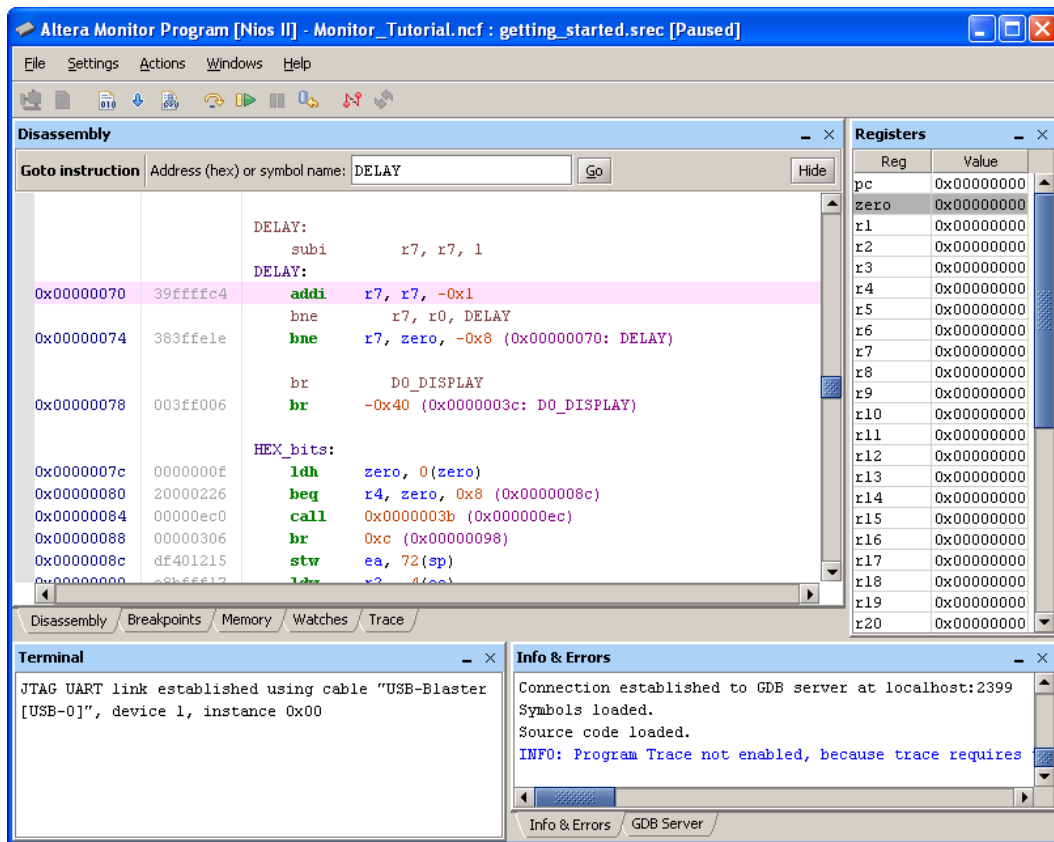 Altera Monitor Program [Nios II] - Monitor_Tutorial.ncf : getting_started.srec [Paused]
File Settings Actions Windows Help
Disassembly
Goto instruction Address (hex) or symbol name: DELAY Go Hide
DELAY:
subi r7, r7, 1
DELAY:
0x00000070 39ffffc4 addi r7, r7, -0x1
bne r7, r0, DELAY
0x00000074 383ffe1e bne r7, zero, -0x8 (0x00000070: DELAY)
br DO_DISPLAY
0x00000078 003ff006 br -0x40 (0x0000003c: DO_DISPLAY)
HEX_bits:
0x0000007c 0000000f ldh zero, 0(zero)
0x00000080 20000226 beq r4, zero, 0x8 (0x0000008c)
0x00000084 00000ec0 call 0x0000003b (0x000000ec)
0x00000088 00000306 br 0xc (0x00000098)
0x0000008c df401215 stw ea, 72(sp)
Disassembly Breakpoints Memory Watches Trace
Registers
Reg Value
pc 0x00000000
zero 0x00000000
r1 0x00000000
r2 0x00000000
r3 0x00000000
r4 0x00000000
r5 0x00000000
r6 0x00000000
r7 0x00000000
r8 0x00000000
r9 0x00000000
r10 0x00000000
r11 0x00000000
r12 0x00000000
r13 0x00000000
r14 0x00000000
r15 0x00000000
r16 0x00000000
r17 0x00000000
r18 0x00000000
r19 0x00000000
r20 0x00000000
Terminal
JTAG UART link established using cable "USB-Blaster
[USB-0]", device 1, instance 0x00
Info & Errors
Connection established to GDB server at localhost:2399
Symbols loaded.
Source code loaded.
INFO: Program Trace not enabled, because trace requires
Info & Errors GDB Server